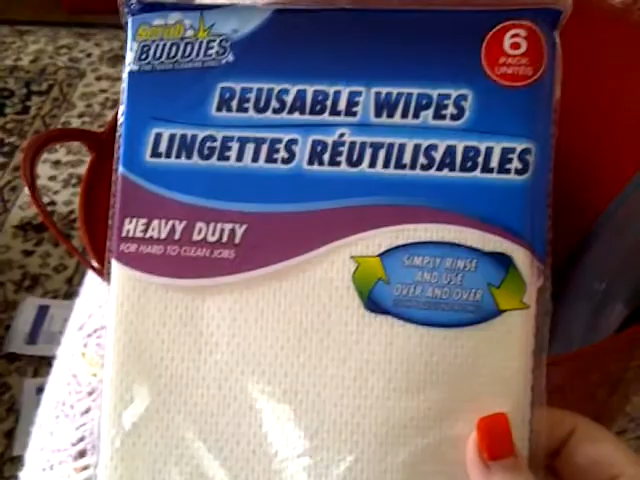 Scrub
BUDDIES
6
PACK
UNITÉS
REUSABLE WIPES
LINGETTES RÉUTILISABLES
HEAVY DUTY
FOR HARD TO CLEAN JOBS
SIMPLY RINSE
AND USE
OVER AND OVER